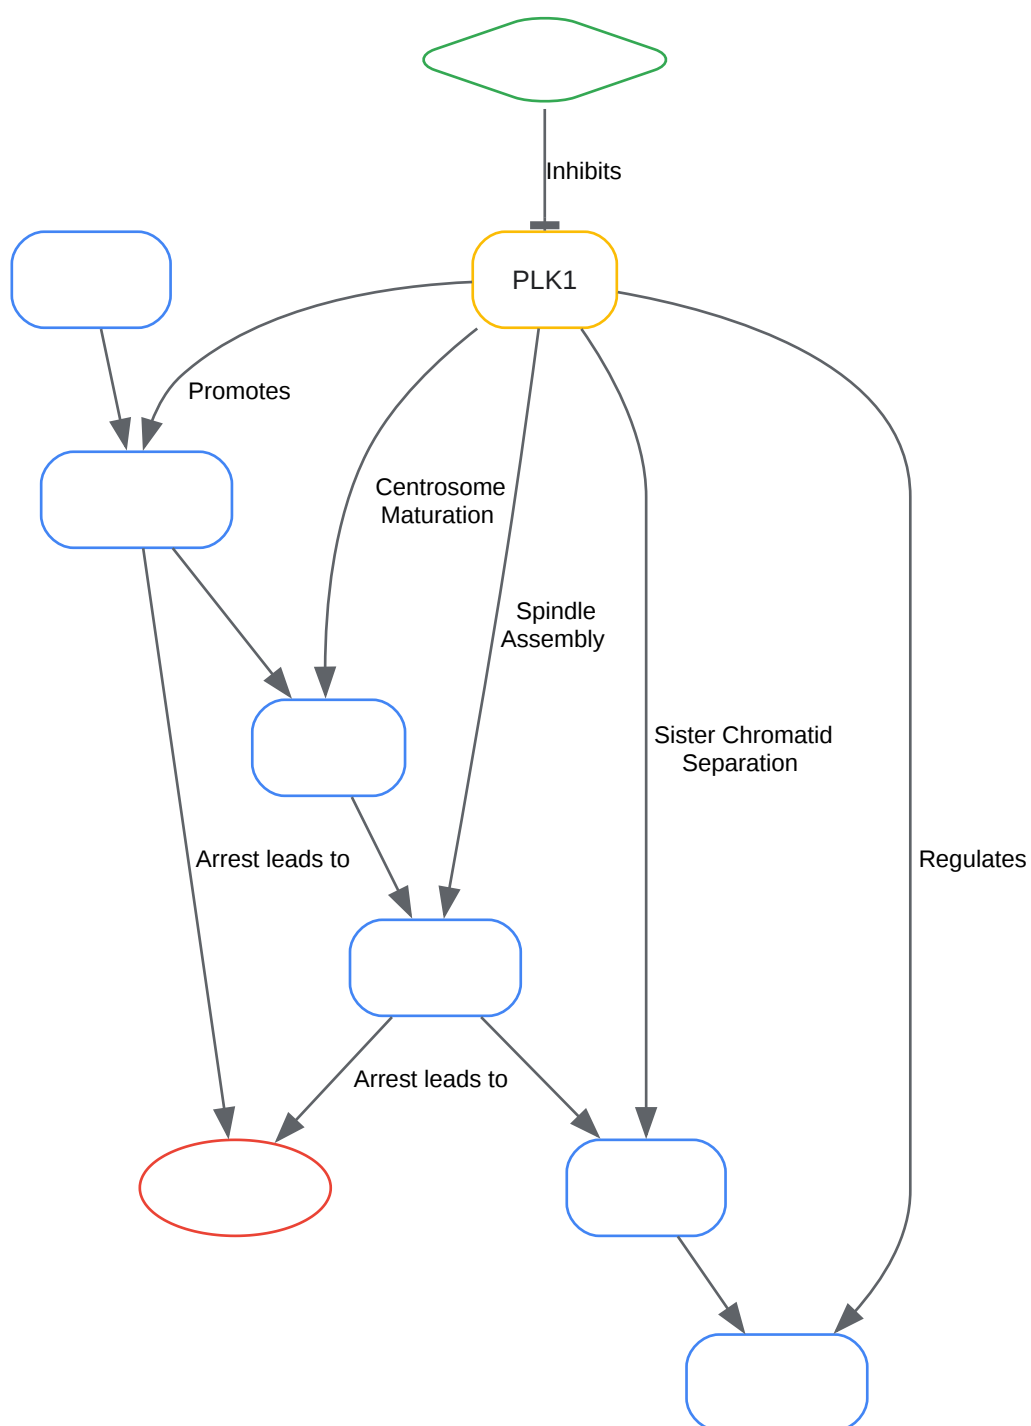 Inhibits
PLK1
Promotes
Centrosome
Maturation
Spindle
Assembly
Sister Chromatid
Separation
Arrest leads to
Regulates
Arrest leads to